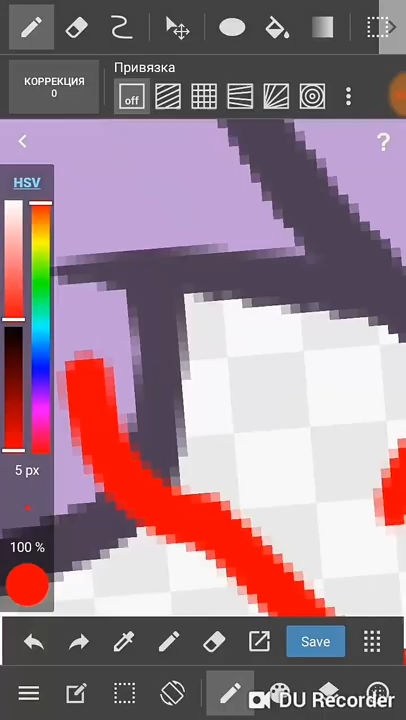 КОРРЕКЦИЯ
0
Привязка
off
?
HSV
5 px
100 %
Save
DU Recorder